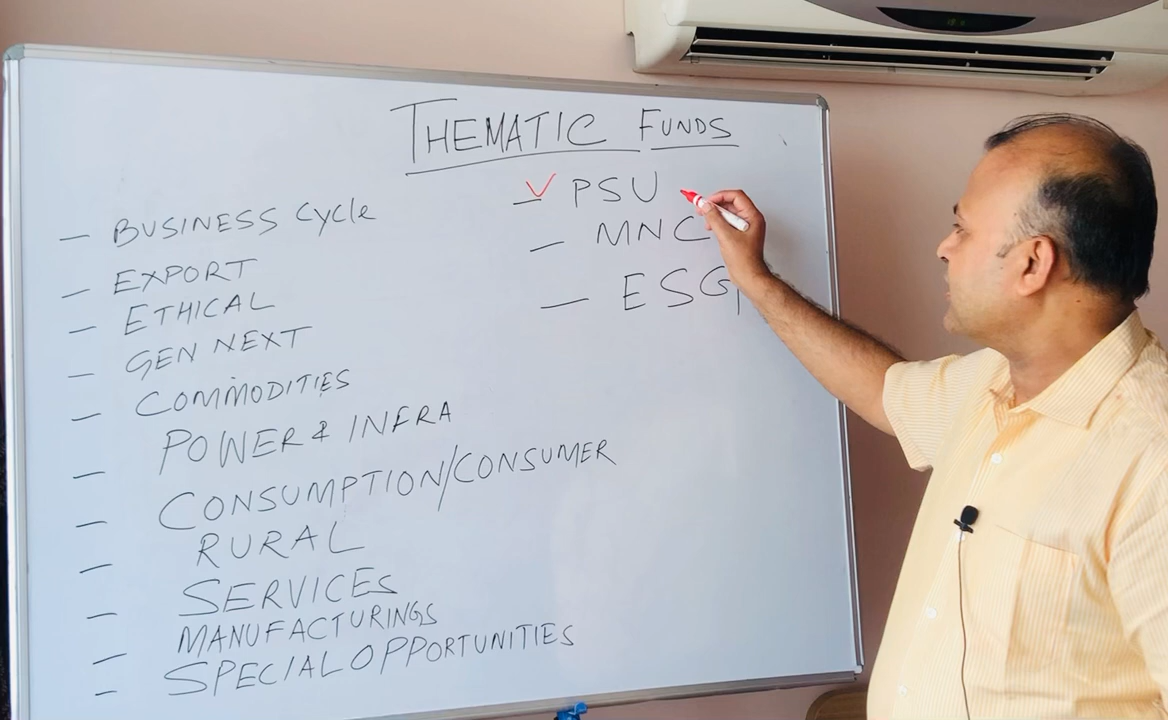 THEMATIC FUNDS
— BUSINESS Cycle
— EXPORT
— ETHICAL
— GEN NEXT
— COMMODITIES
— POWER & INFRA
— CONSUMPTION/CONSUMER
— RURAL
— SERVICES
— MANUFACTURINGS
— SPECIAL OPPORTUNITIES
— PSU
— MNC
— ESG